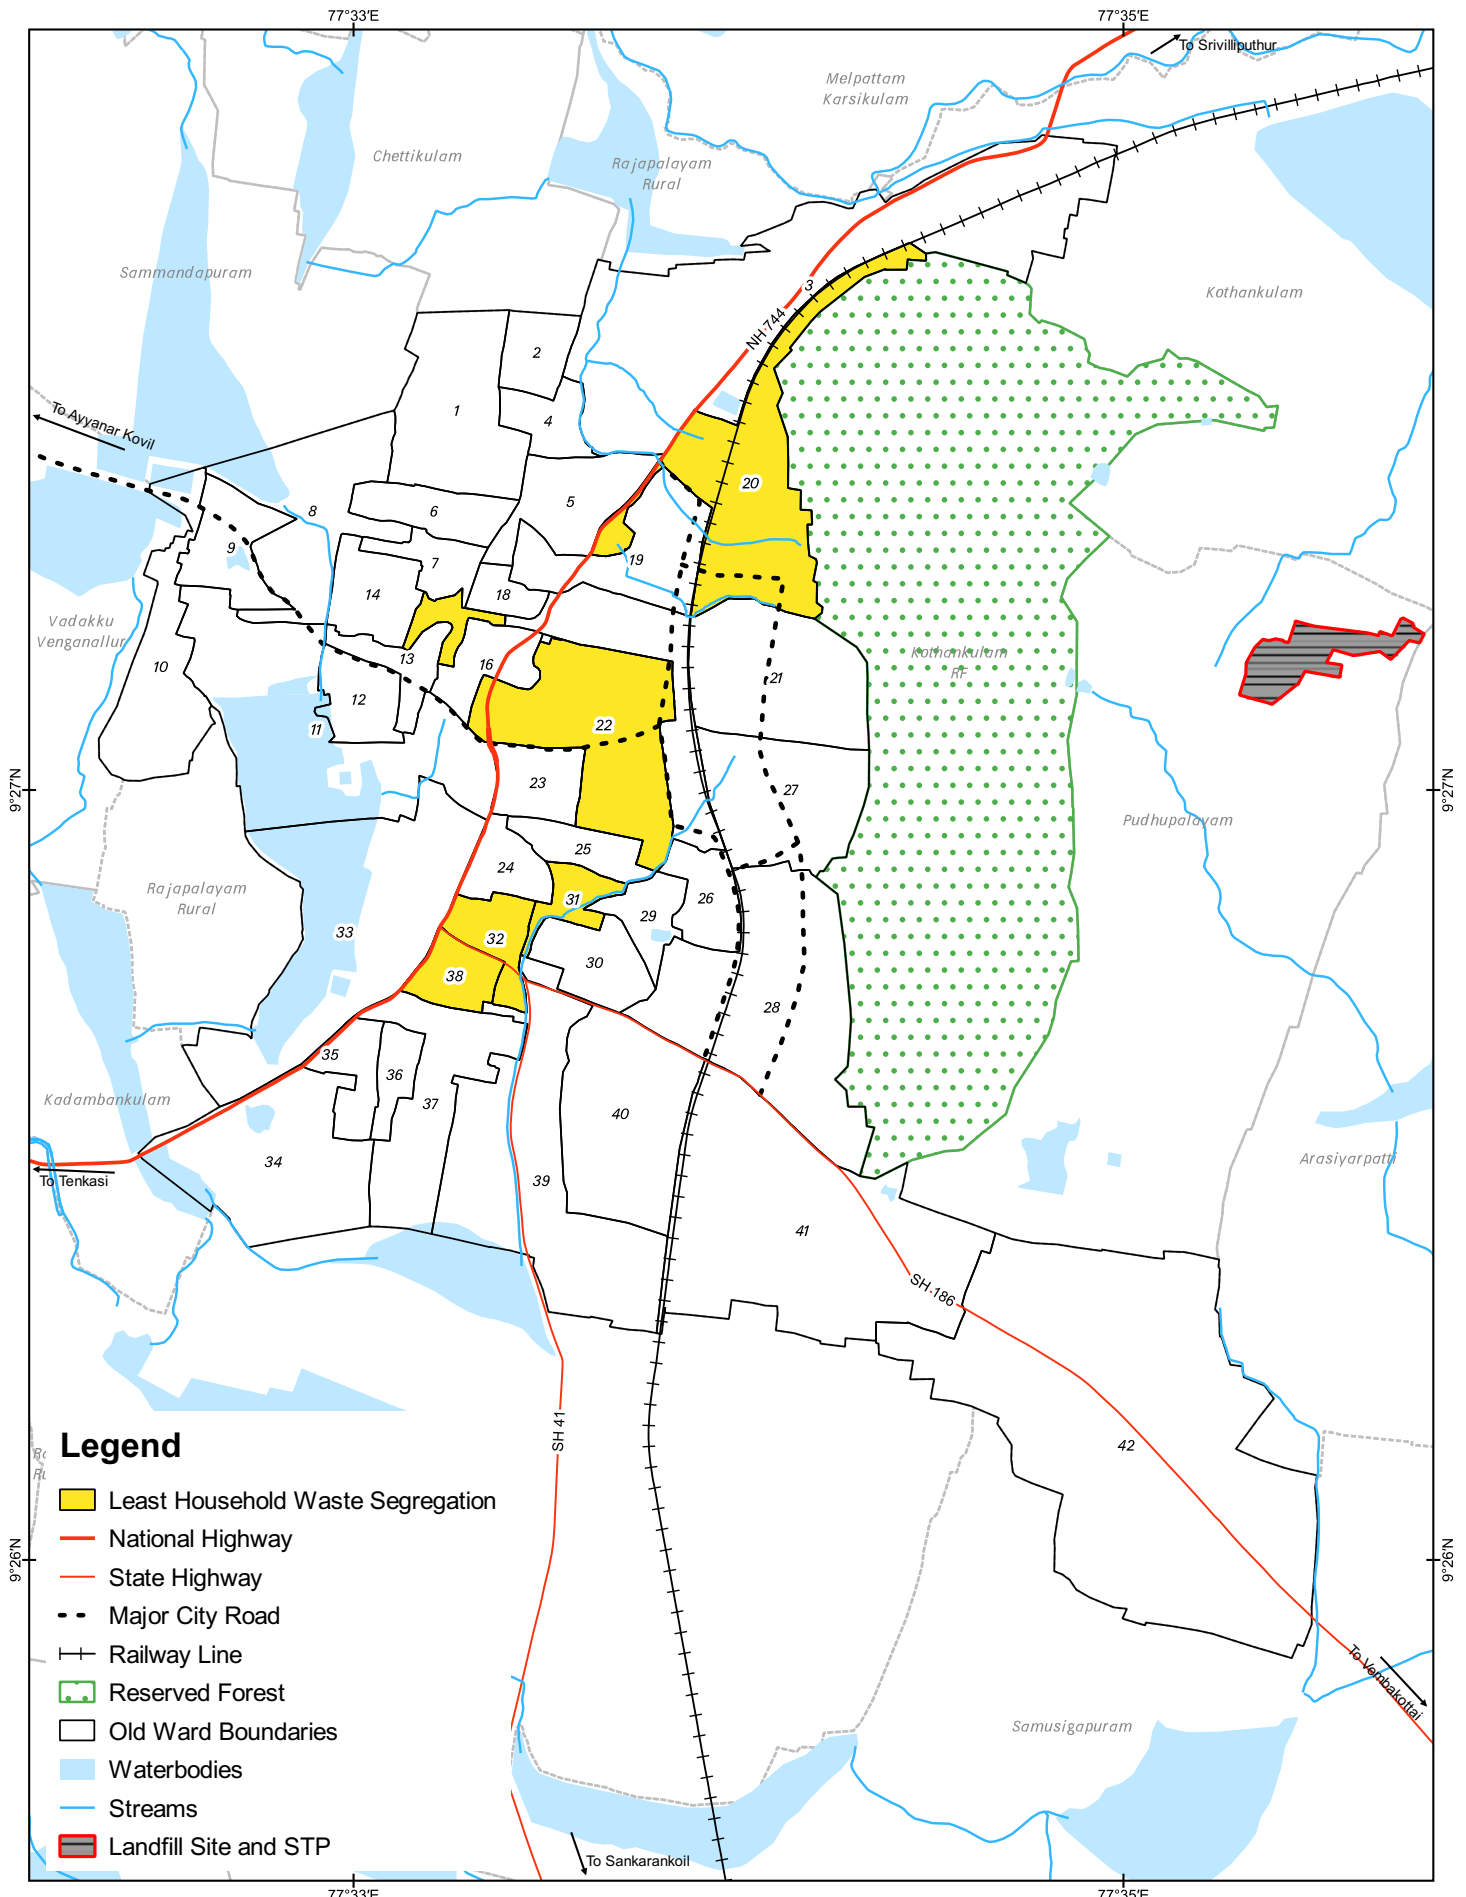 77°33'E
77°35'E
To Srivilliputhur
Melpattam
Karsikulam
Chettikulam
Rajapalayam
Rural
Sammandapuram
Kothankulam
3
NH 744
2
1
4
To Ayyanar Kovil
20
5
6
8
9
19
7
14
18
Vadakku
Venganallur
13
16
10
Kothankulam
RF
21
12
11
22
23
27
9°27'N
9°27'N
Pudhupalayam
25
24
Rajapalayam
Rural
31
26
29
33
32
30
38
28
35
36
37
40
Kadambankulam
34
To Tenkasi
39
Arasiyarpatti
41
SH 186
SH 41
42
Legend
Least Household Waste Segregation
National Highway
State Highway
Major City Road
Railway Line
Reserved Forest
Old Ward Boundaries
Waterbodies
Streams
Landfill Site and STP
9°26'N
9°26'N
To Vembakottai
Samusigapuram
To Sankarankoil
77°33'E
77°35'E